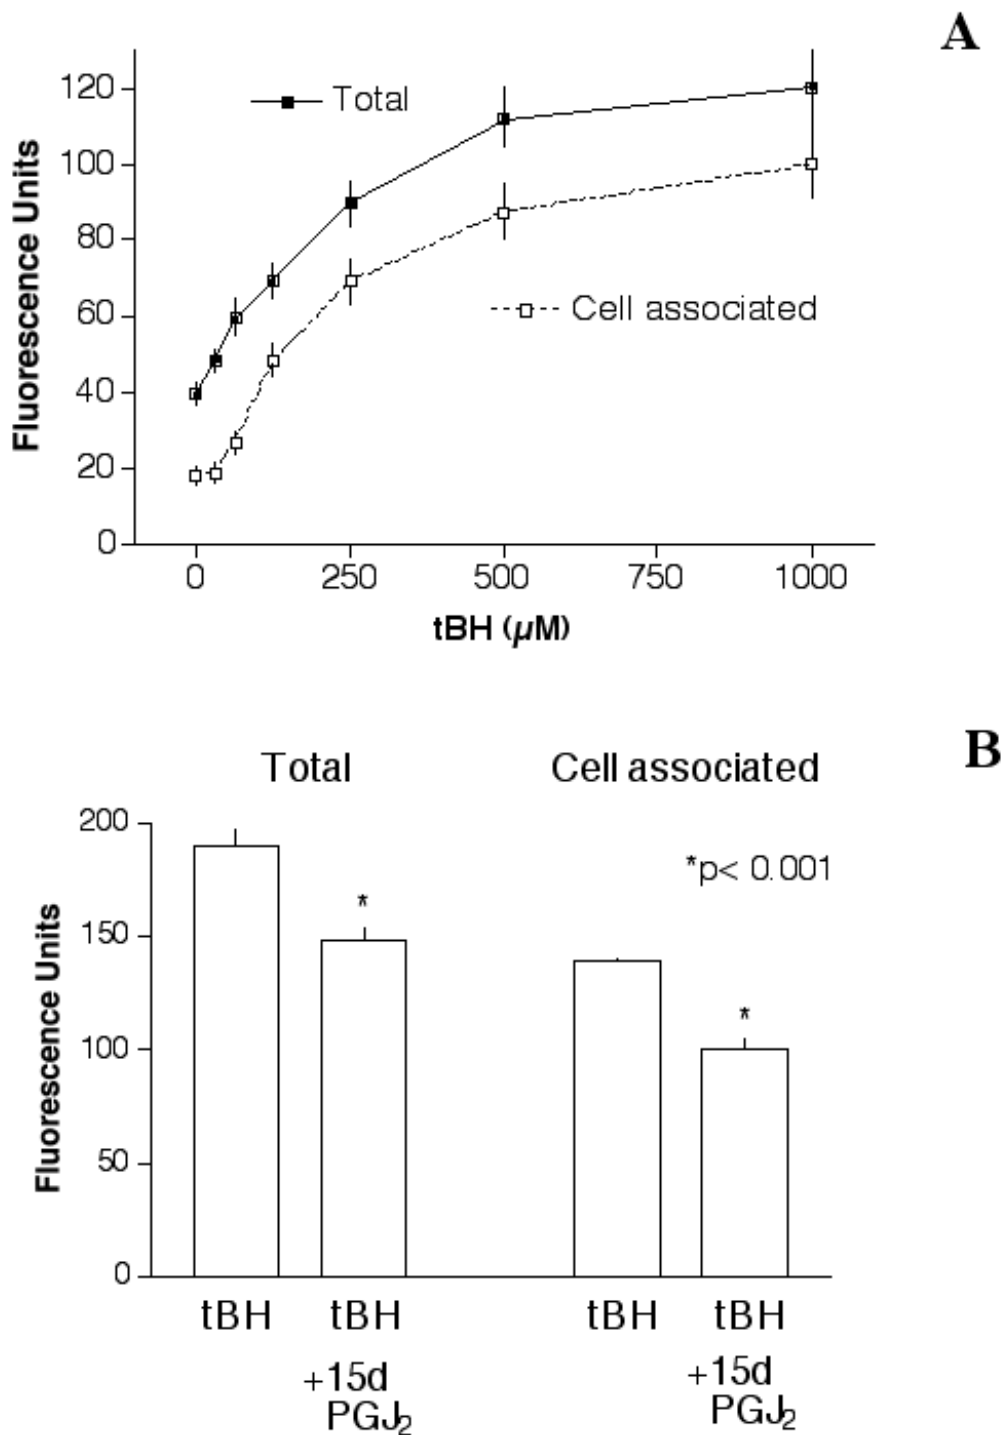 A
Fluorescence Units
120
100
80
60
40
20
0
Total
Cell associated
0 250 500 750 1000
tBH (µM)
B
Total Cell associated
Fluorescence Units
200
150
100
50
0
*
*p< 0.001
*
tBH tBH tBH tBH
+15d +15d
PGJ2 PGJ2